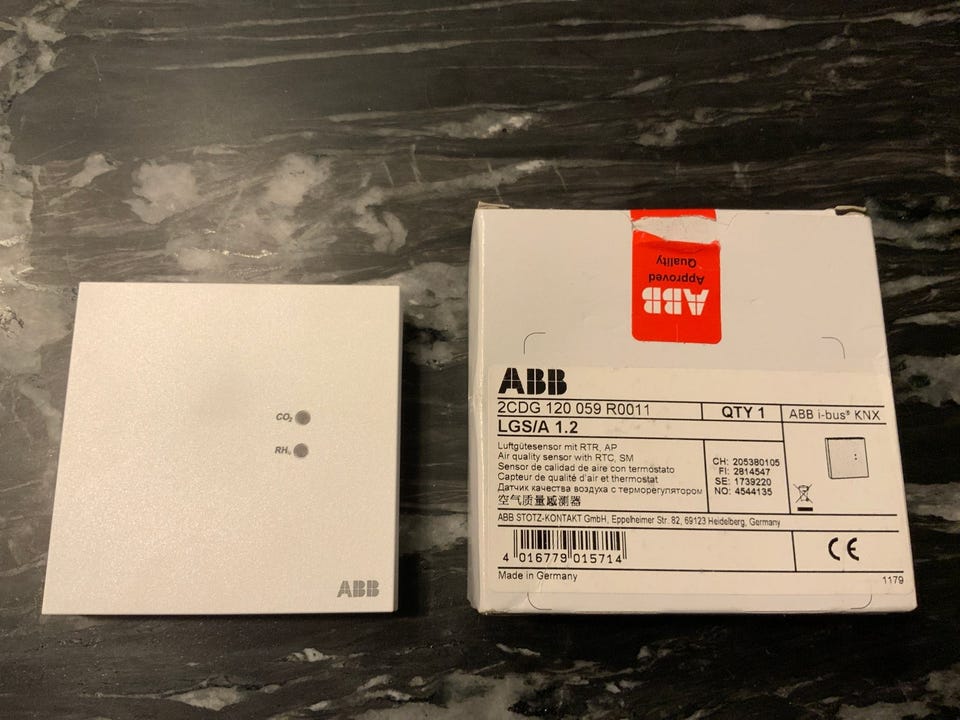 CO₂
RH%
ABB
ABB
Approved
Quality
ABB
2CDG 120 059 R0011
QTY 1
ABB i-bus® KNX
LGS/A 1.2
Luftgütesensor mit RTR, AP
Air quality sensor with RTC, SM
Sensor de calidad de aire con termostato
Capteur de qualité d'air et thermostat
Датчик качества воздуха с терморегулятором
空气质量感测器
CH: 205380105
FI: 2814547
SE: 1739220
NO: 4544135
ABB STOTZ-KONTAKT GmbH, Eppelheimer Str. 82, 69123 Heidelberg, Germany
4 016779 015714
CE
Made in Germany
1179